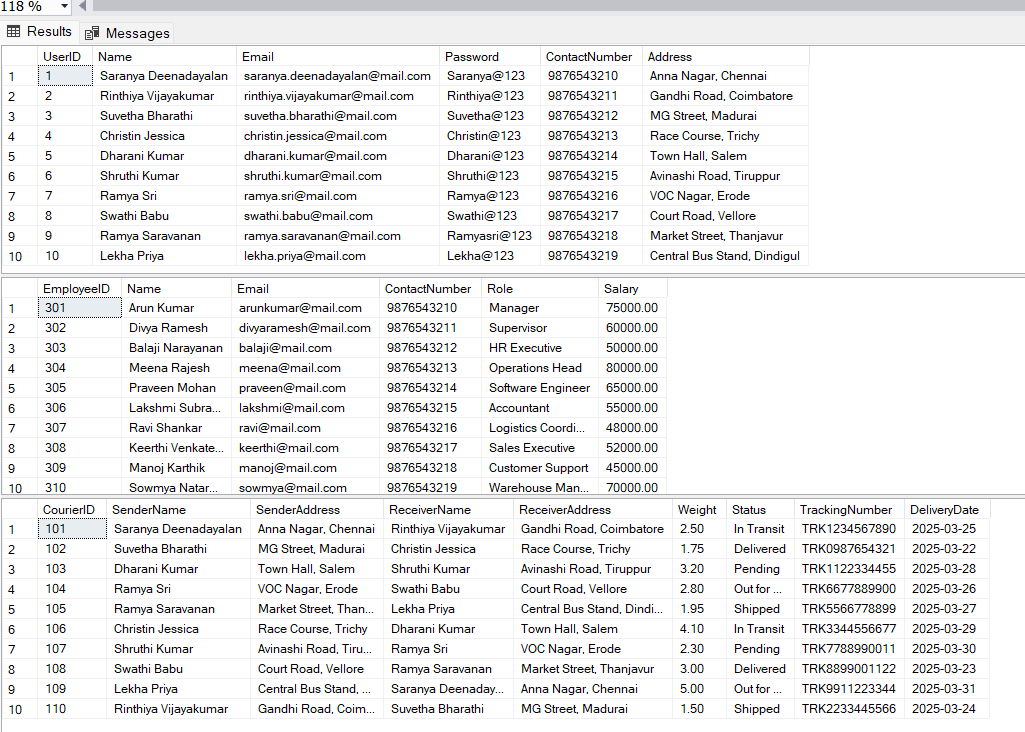 118 %
Results Messages
UserID Name Email Password ContactNumber Address
1 1 Saranya Deenadayalan saranya.deenadayalan@mail.com Saranya@123 9876543210 Anna Nagar, Chennai
2 2 Rinthiya Vijayakumar rinthiya.vijayakumar@mail.com Rinthiya@123 9876543211 Gandhi Road, Coimbatore
3 3 Suvetha Bharathi suvetha.bharathi@mail.com Suvetha@123 9876543212 MG Street, Madurai
4 4 Christin Jessica christin.jessica@mail.com Christin@123 9876543213 Race Course, Trichy
5 5 Dharani Kumar dharani.kumar@mail.com Dharani@123 9876543214 Town Hall, Salem
6 6 Shruthi Kumar shruthi.kumar@mail.com Shruthi@123 9876543215 Avinashi Road, Tiruppur
7 7 Ramya Sri ramya.sri@mail.com Ramya@123 9876543216 VOC Nagar, Erode
8 8 Swathi Babu swathi.babu@mail.com Swathi@123 9876543217 Court Road, Vellore
9 9 Ramya Saravanan ramya.saravanan@mail.com Ramyasri@123 9876543218 Market Street, Thanjavur
10 10 Lekha Priya lekha.priya@mail.com Lekha@123 9876543219 Central Bus Stand, Dindigul
EmployeeID Name Email ContactNumber Role Salary
1 301 Arun Kumar arunkumar@mail.com 9876543210 Manager 75000.00
2 302 Divya Ramesh divyaramesh@mail.com 9876543211 Supervisor 60000.00
3 303 Balaji Narayanan balaji@mail.com 9876543212 HR Executive 50000.00
4 304 Meena Rajesh meena@mail.com 9876543213 Operations Head 80000.00
5 305 Praveen Mohan praveen@mail.com 9876543214 Software Engineer 65000.00
6 306 Lakshmi Subra... lakshmi@mail.com 9876543215 Accountant 55000.00
7 307 Ravi Shankar ravi@mail.com 9876543216 Logistics Coordi... 48000.00
8 308 Keerthi Venkate... keerthi@mail.com 9876543217 Sales Executive 52000.00
9 309 Manoj Karthik manoj@mail.com 9876543218 Customer Support 45000.00
10 310 Sowmya Natar... sowmya@mail.com 9876543219 Warehouse Man... 70000.00
CourierID SenderName SenderAddress ReceiverName ReceiverAddress Weight Status TrackingNumber DeliveryDate
1 101 Saranya Deenadayalan Anna Nagar, Chennai Rinthiya Vijayakumar Gandhi Road, Coimbatore 2.50 In Transit TRK1234567890 2025-03-25
2 102 Suvetha Bharathi MG Street, Madurai Christin Jessica Race Course, Trichy 1.75 Delivered TRK0987654321 2025-03-22
3 103 Dharani Kumar Town Hall, Salem Shruthi Kumar Avinashi Road, Tiruppur 3.20 Pending TRK1122334455 2025-03-28
4 104 Ramya Sri VOC Nagar, Erode Swathi Babu Court Road, Vellore 2.80 Out for ... TRK6677889900 2025-03-26
5 105 Ramya Saravanan Market Street, Than... Lekha Priya Central Bus Stand, Dindi... 1.95 Shipped TRK5566778899 2025-03-27
6 106 Christin Jessica Race Course, Trichy Dharani Kumar Town Hall, Salem 4.10 In Transit TRK3344556677 2025-03-29
7 107 Shruthi Kumar Avinashi Road, Tiru... Ramya Sri VOC Nagar, Erode 2.30 Pending TRK7788990011 2025-03-30
8 108 Swathi Babu Court Road, Vellore Ramya Saravanan Market Street, Thanjavur 3.00 Delivered TRK8899001122 2025-03-23
9 109 Lekha Priya Central Bus Stand, ... Saranya Deenaday... Anna Nagar, Chennai 5.00 Out for ... TRK9911223344 2025-03-31
10 110 Rinthiya Vijayakumar Gandhi Road, Coim... Suvetha Bharathi MG Street, Madurai 1.50 Shipped TRK2233445566 2025-03-24